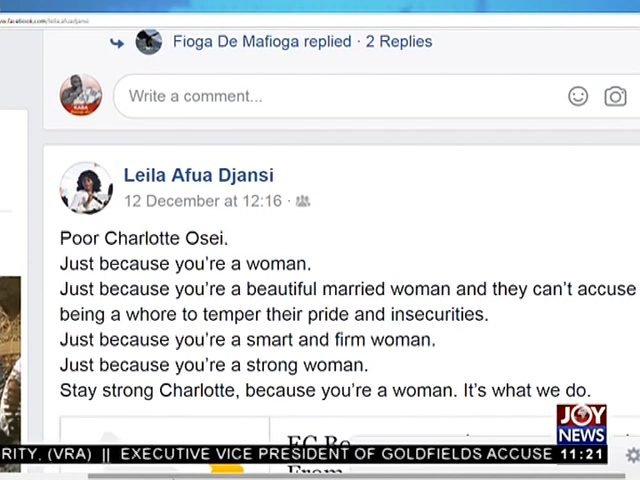 www.facebook.com/leila.afuadjansi
Fioga De Mafioga replied · 2 Replies
Write a comment...
Leila Afua Djansi
12 December at 12:16 ·
Poor Charlotte Osei.
Just because you're a woman.
Just because you're a beautiful married woman and they can't accuse
being a whore to temper their pride and insecurities.
Just because you're a smart and firm woman.
Just because you're a strong woman.
Stay strong Charlotte, because you're a woman. It's what we do.
JOY
NEWS
RITY, (VRA) || EXECUTIVE VICE PRESIDENT OF GOLDFIELDS ACCUSE
11:21